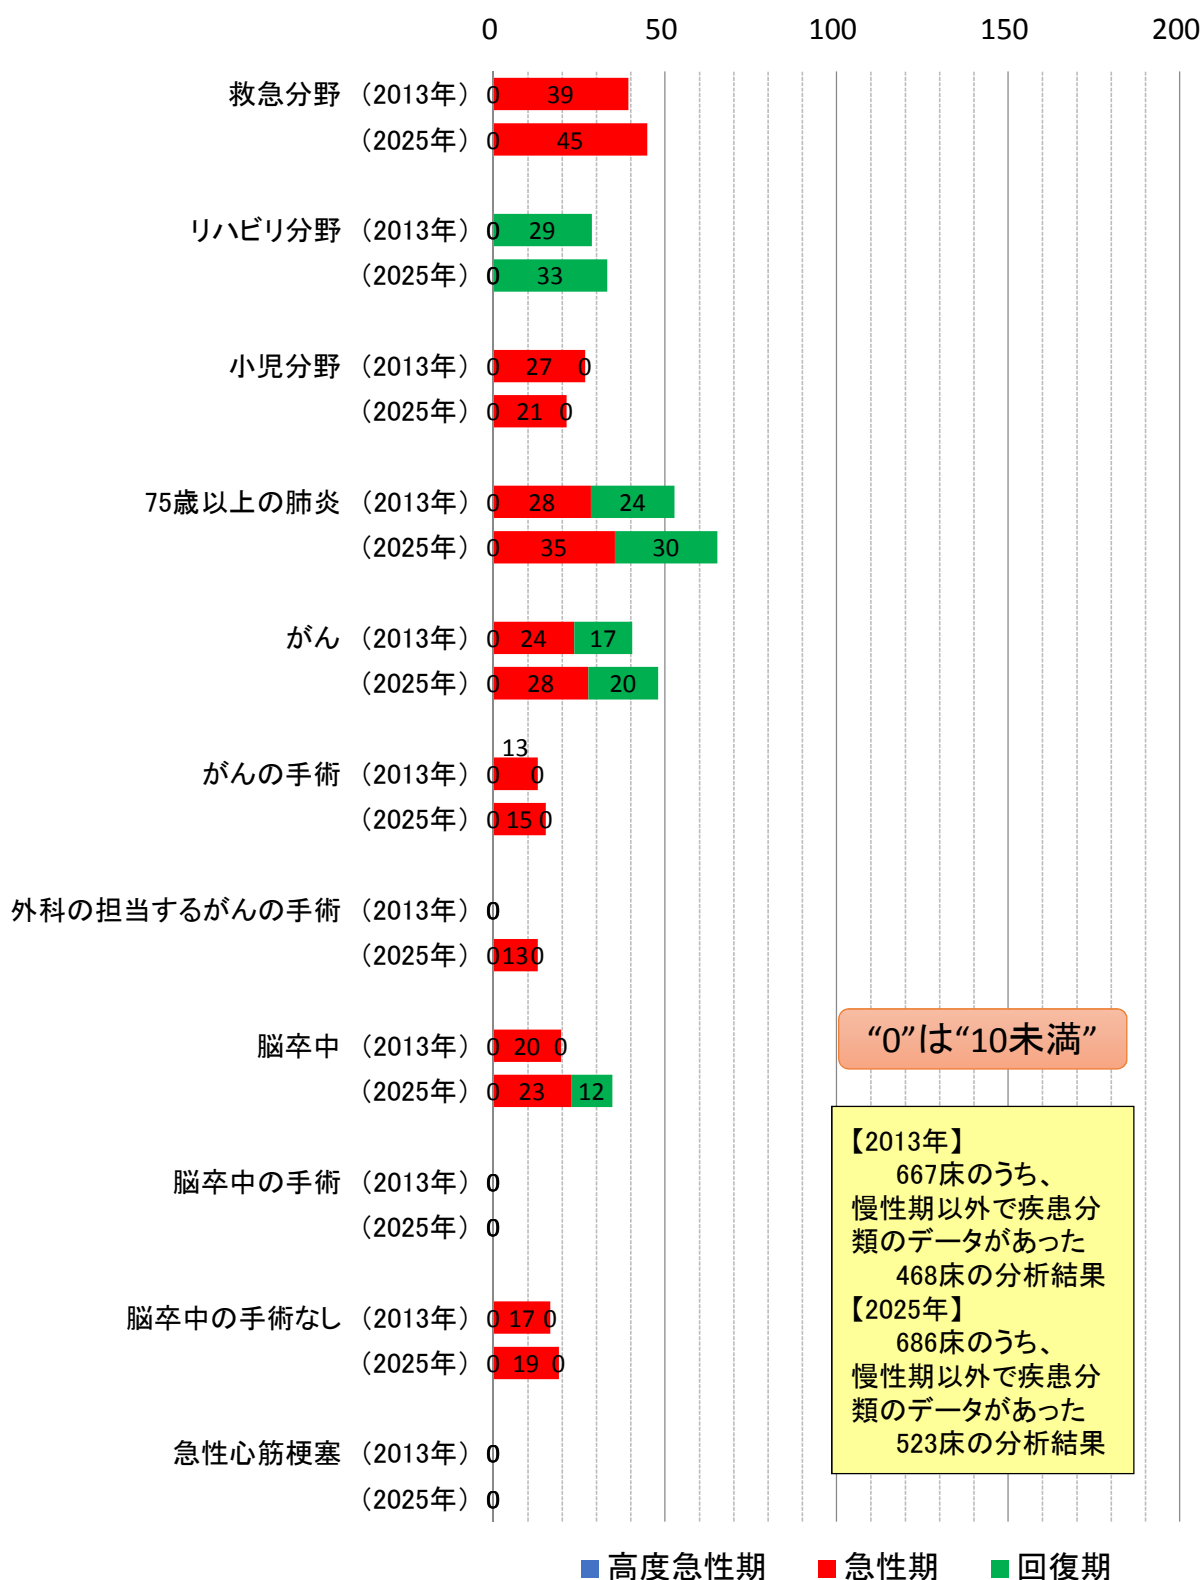 0 50 100 150 200
救急分野 （2013年） 0 39
（2025年） 0 45
リハビリ分野 （2013年） 0 29
（2025年） 0 33
小児分野 （2013年） 0 27 0
（2025年） 0 21 0
75歳以上の肺炎 （2013年） 0 28 24
（2025年） 0 35 30
がん （2013年） 0 24 17
（2025年） 0 28 20
13
がんの手術 （2013年） 0 0
（2025年） 0 15 0
外科の担当するがんの手術 （2013年） 0
（2025年） 0 13 0
脳卒中 （2013年） 0 20 0
（2025年） 0 23 12
脳卒中の手術 （2013年） 0
（2025年） 0
脳卒中の手術なし （2013年） 0 17 0
（2025年） 0 19 0
急性心筋梗塞 （2013年） 0
（2025年） 0
“0”は“10未満”
【2013年】
667床のうち、
慢性期以外で疾患分
類のデータがあった
468床の分析結果
【2025年】
686床のうち、
慢性期以外で疾患分
類のデータがあった
523床の分析結果
高度急性期 急性期 回復期